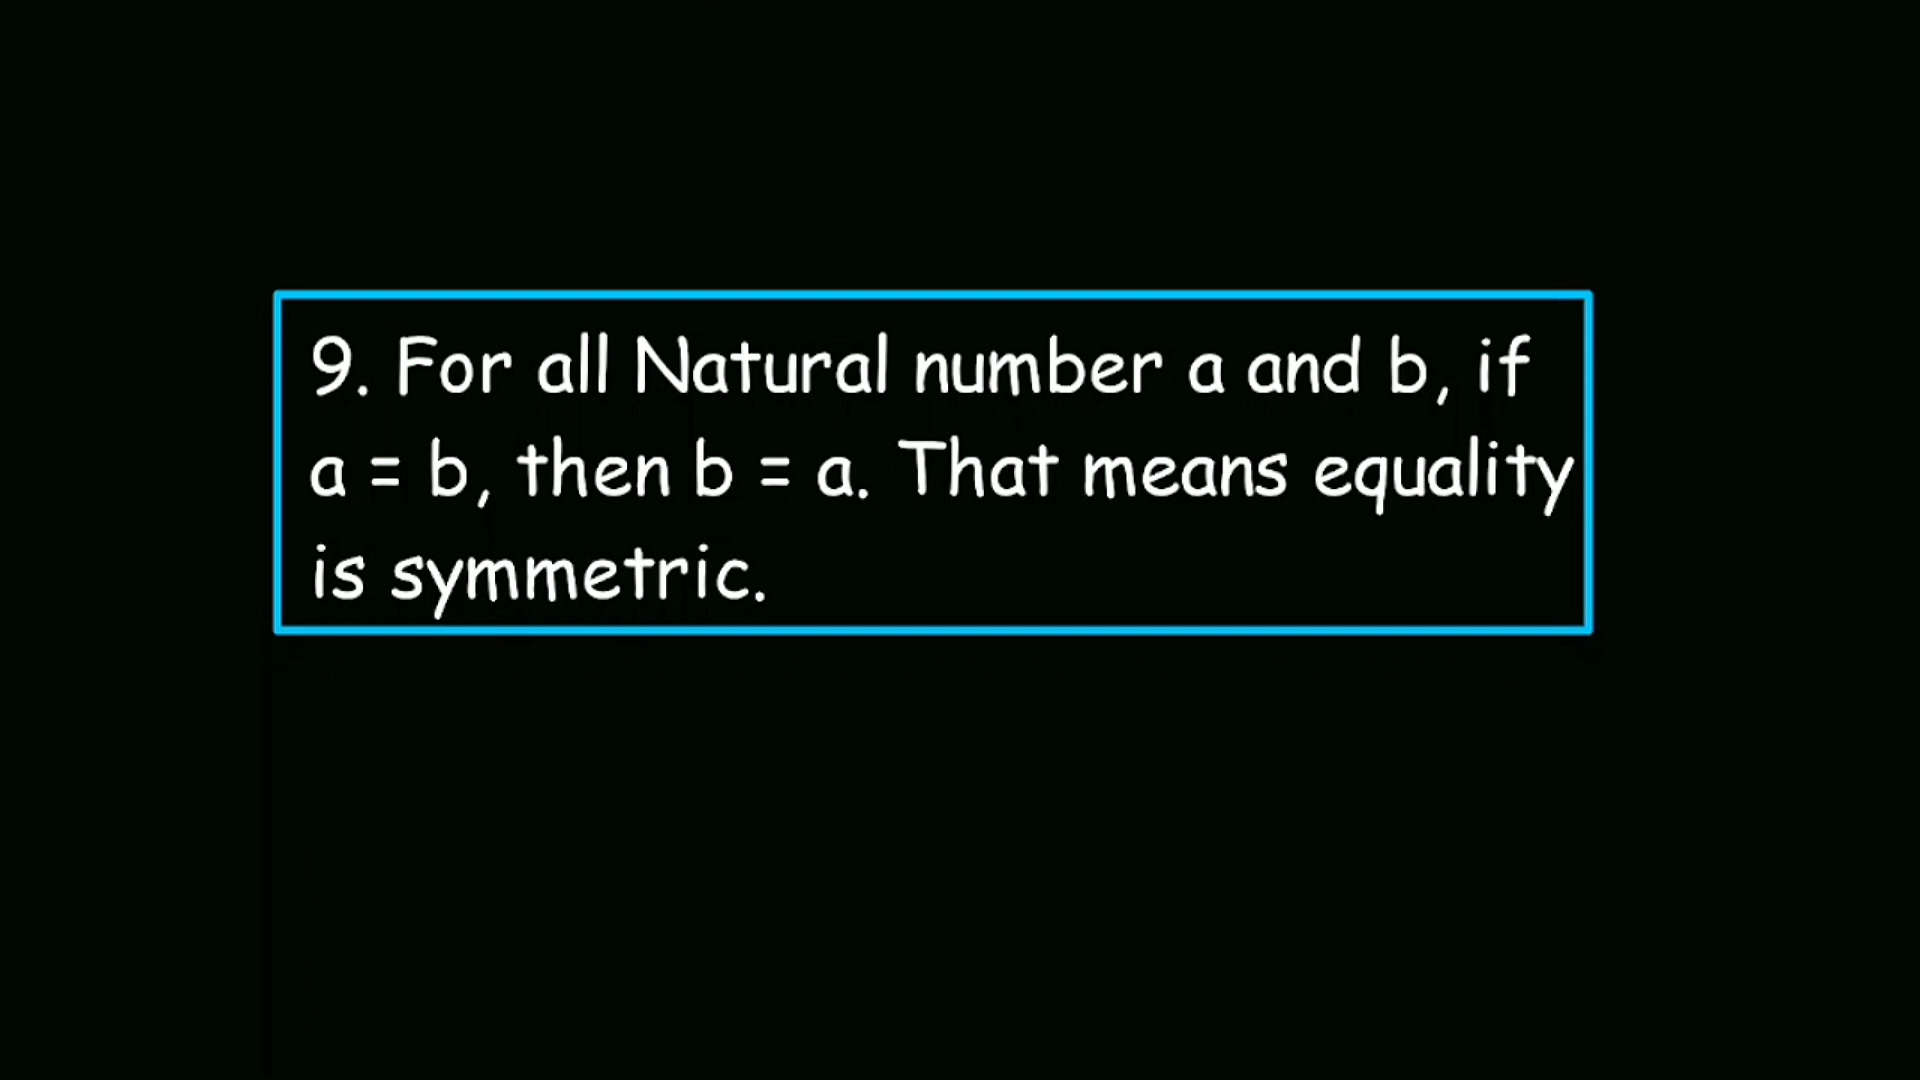 9. For all Natural number a and b, if
a = b, then b = a. That means equality
is symmetric.